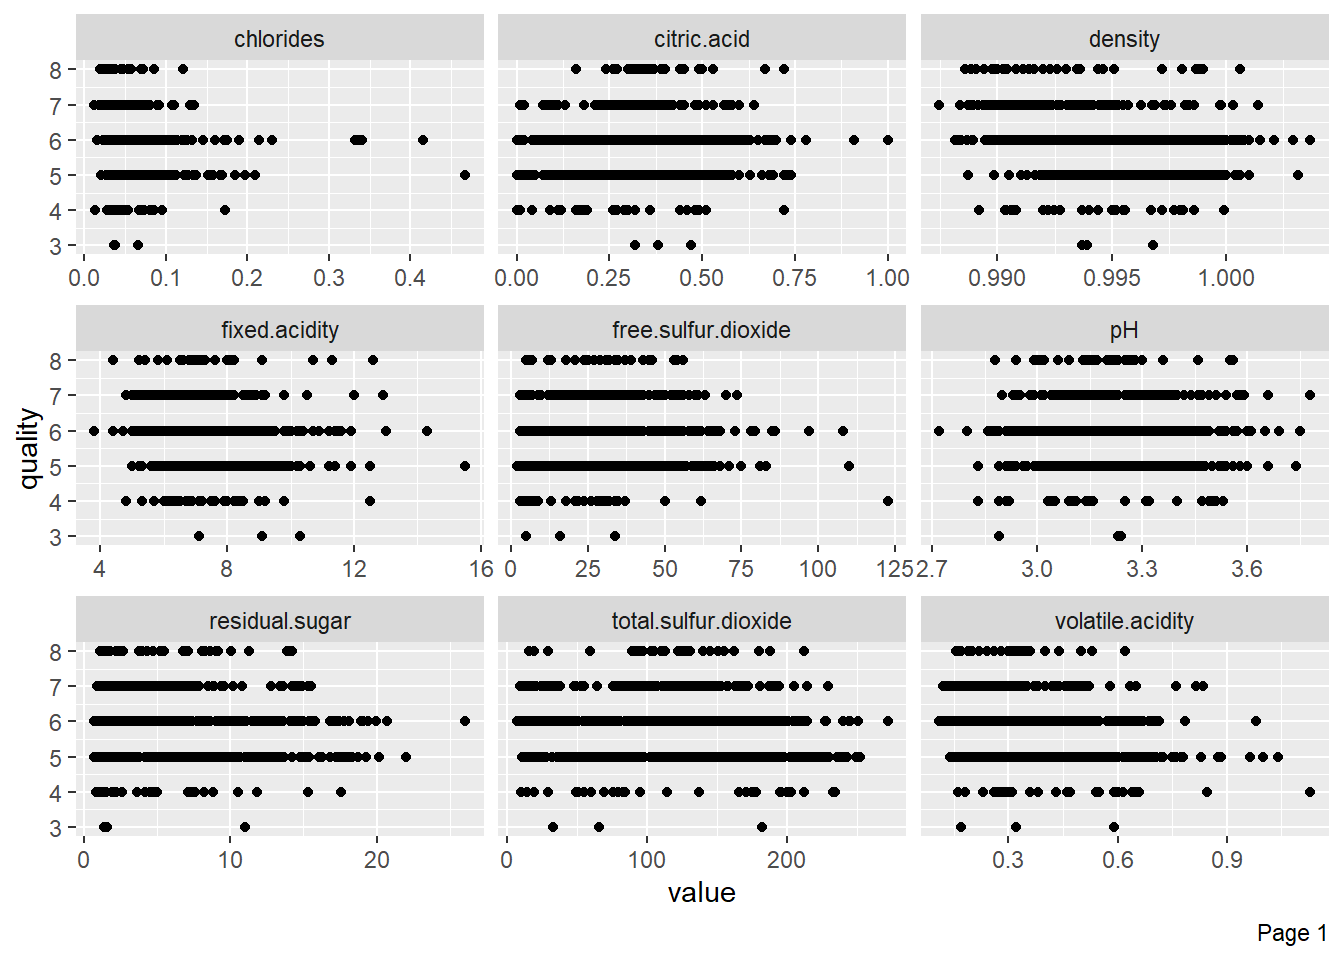 chlorides citric.acid density
8
7
6
5
4
3
0.0 0.1 0.2 0.3 0.4 0.00 0.25 0.50 0.75 1.00 0.990 0.995 1.000
fixed.acidity free.sulfur.dioxide pH
8
7
6
5
4
3
quality
4 8 12 16 0 25 50 75 100 125 2.7 3.0 3.3 3.6
residual.sugar total.sulfur.dioxide volatile.acidity
8
7
6
5
4
3
0 10 20 0 100 200 0.3 0.6 0.9
value
Page 1